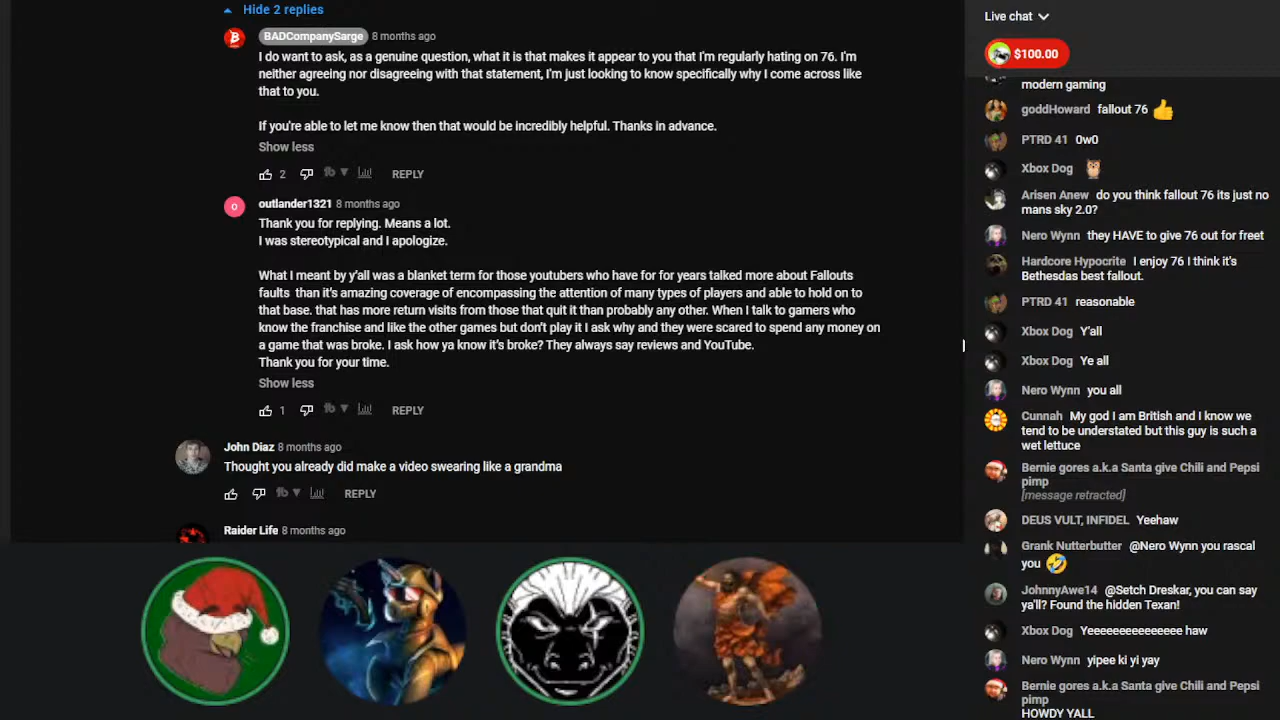 Hide 2 replies
BADCompanySarge 8 months ago
I do want to ask, as a genuine question, what it is that makes it appear to you that I'm regularly hating on 76. I'm
neither agreeing nor disagreeing with that statement, I'm just looking to know specifically why I come across like
that to you.
If you're able to let me know then that would be incredibly helpful. Thanks in advance.
Show less
2 REPLY
outlander1321 8 months ago
Thank you for replying. Means a lot.
I was stereotypical and I apologize.
What I meant by y'all was a blanket term for those youtubers who have for for years talked more about Fallouts
faults than it's amazing coverage of encompassing the attention of many types of players and able to hold on to
that base. that has more return visits from those that quit it than probably any other. When I talk to gamers who
know the franchise and like the other games but don't play it I ask why and they were scared to spend any money on
a game that was broke. I ask how ya know it's broke? They always say reviews and YouTube.
Thank you for your time.
Show less
1 REPLY
John Diaz 8 months ago
Thought you already did make a video swearing like a grandma
REPLY
Raider Life 8 months ago
Live chat
$100.00
modern gaming
goddHoward fallout 76
PTRD 41 0w0
Xbox Dog
Arisen Anew do you think fallout 76 its just no
mans sky 2.0?
Nero Wynn they HAVE to give 76 out for freet
Hardcore Hypocrite I enjoy 76 I think it's
Bethesdas best fallout.
PTRD 41 reasonable
Xbox Dog Y'all
Xbox Dog Ye all
Nero Wynn you all
Cunnah My god I am British and I know we
tend to be understated but this guy is such a
wet lettuce
Bernie gores a.k.a Santa give Chili and Pepsi
pimp
[message retracted]
DEUS VULT, INFIDEL Yeehaw
Grank Nutterbutter @Nero Wynn you rascal
you
JohnnyAwe14 @Setch Dreskar, you can say
ya'll? Found the hidden Texan!
Xbox Dog Yeeeeeeeeeeeeee haw
Nero Wynn yipee ki yi yay
Bernie gores a.k.a Santa give Chili and Pepsi
pimp
HOWDY YALL